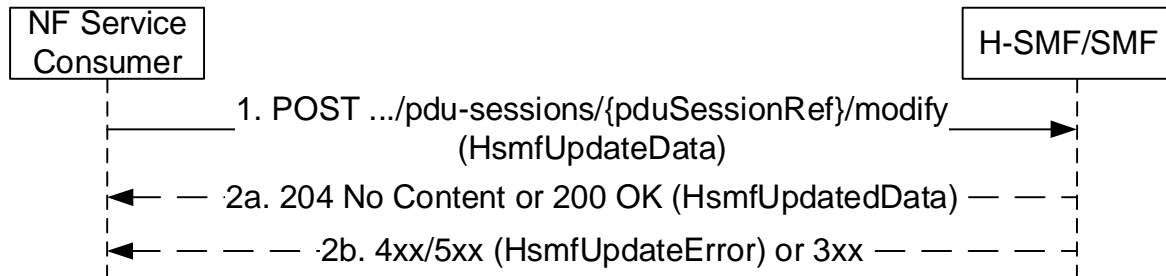 NF Service
Consumer
H-SMF/SMF
1. POST .../pdu-sessions/{pduSessionRef}/modify
(HsmfUpdateData)
2a. 204 No Content or 200 OK (HsmfUpdatedData)
2b. 4xx/5xx (HsmfUpdateError) or 3xx